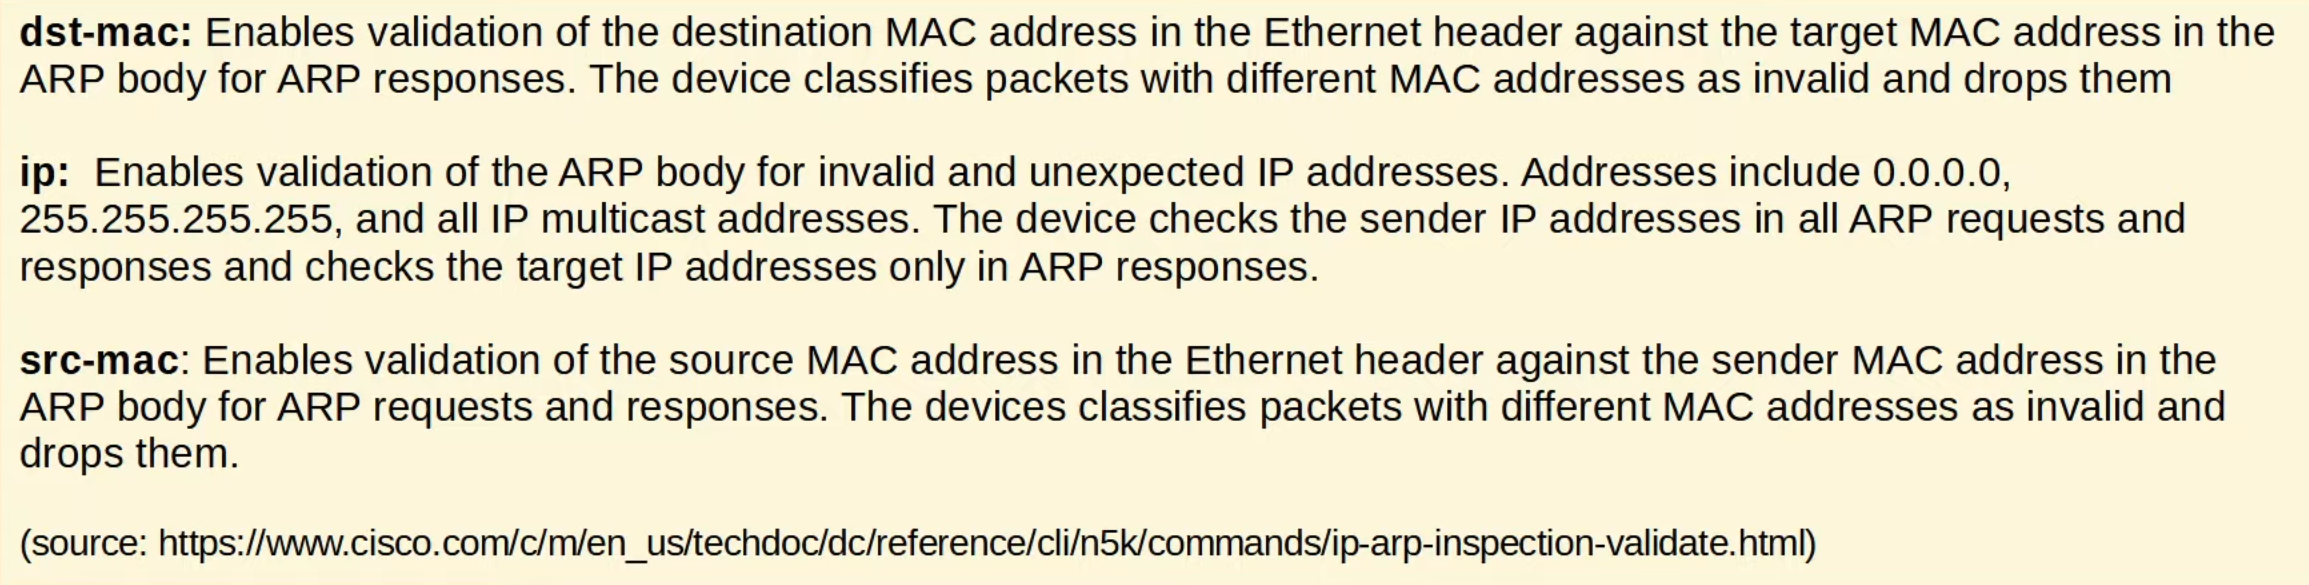 dst-mac: Enables validation of the destination MAC address in the Ethernet header against the target MAC address in the
ARP body for ARP responses. The device classifies packets with different MAC addresses as invalid and drops them
ip: Enables validation of the ARP body for invalid and unexpected IP addresses. Addresses include 0.0.0.0,
255.255.255.255, and all IP multicast addresses. The device checks the sender IP addresses in all ARP requests and
responses and checks the target IP addresses only in ARP responses.
src-mac: Enables validation of the source MAC address in the Ethernet header against the sender MAC address in the
ARP body for ARP requests and responses. The devices classifies packets with different MAC addresses as invalid and
drops them.
(source: https://www.cisco.com/c/m/en_us/techdoc/dc/reference/cli/n5k/commands/ip-arp-inspection-validate.html)